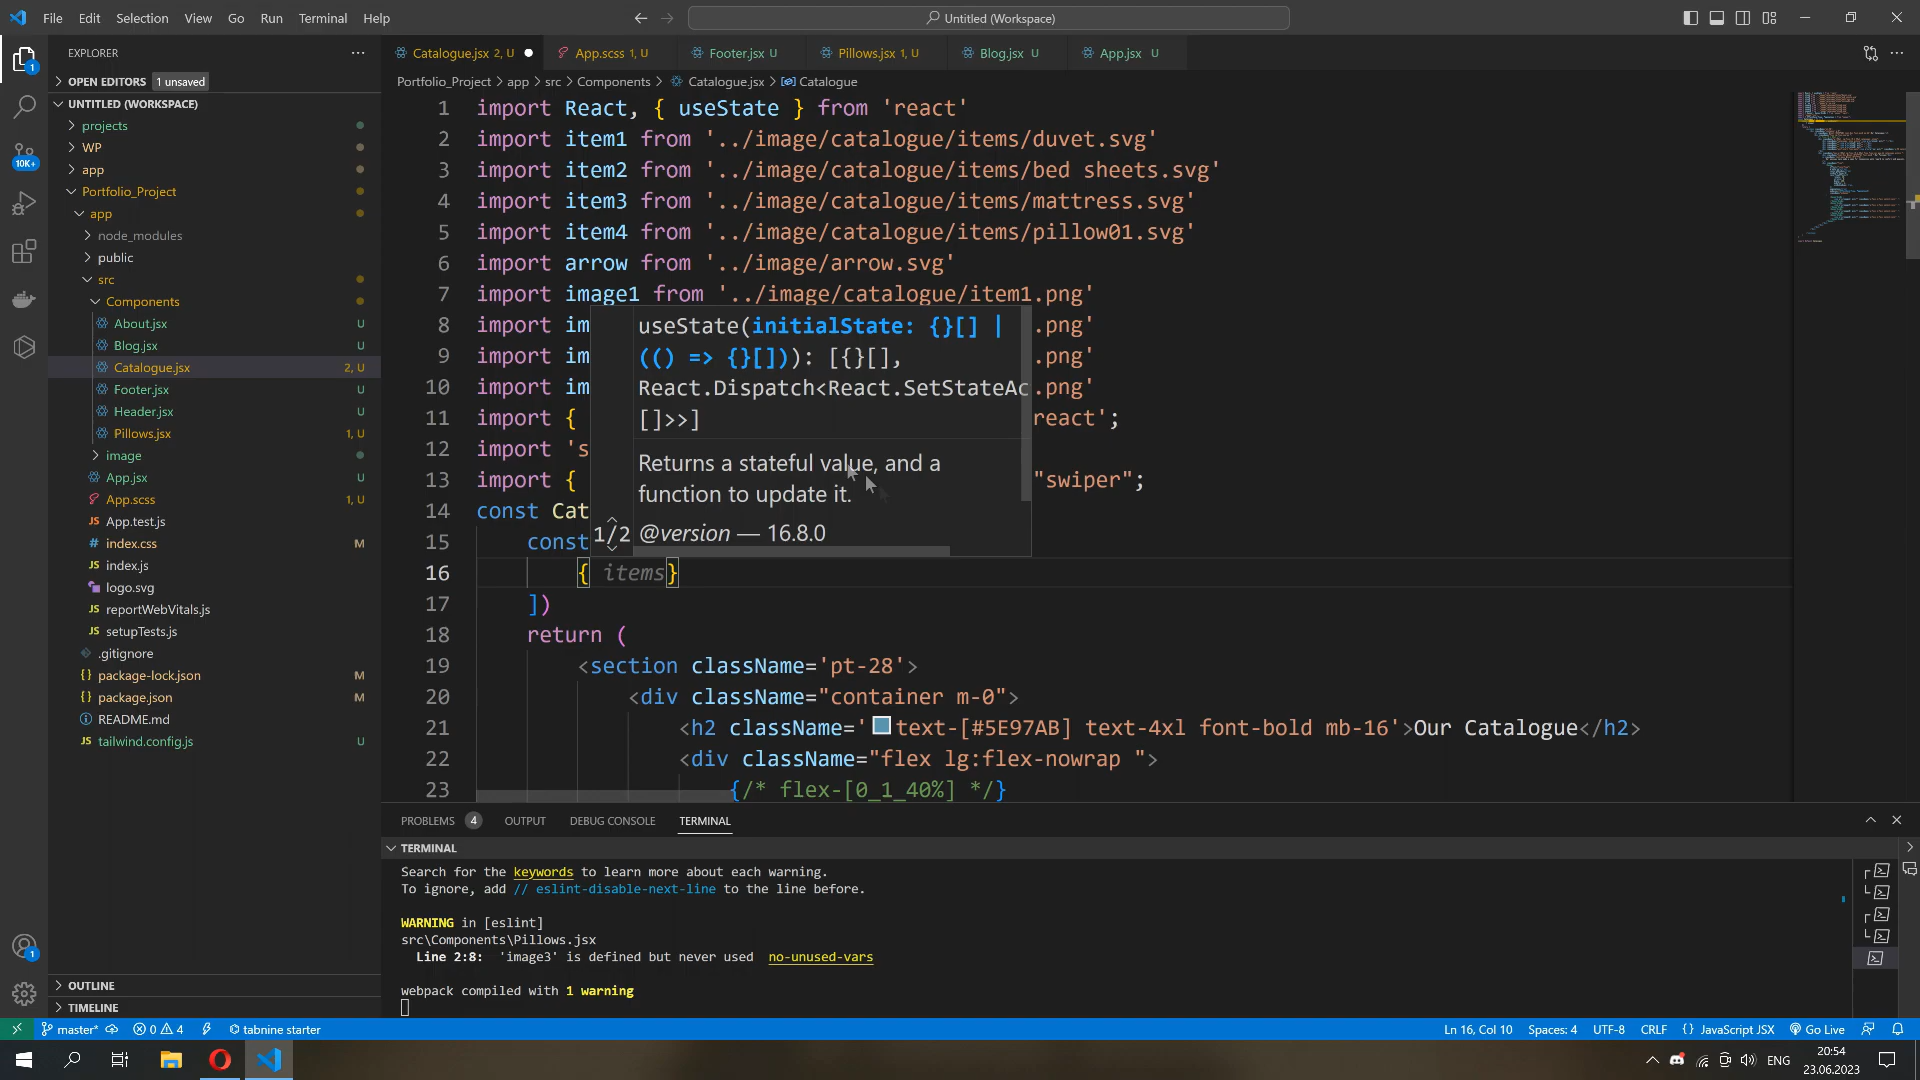 File Edit Selection View Go Run Terminal Help
Untitled (Workspace)
EXPLORER
OPEN EDITORS 1 unsaved
UNTITLED (WORKSPACE)
projects
WP
app
Portfolio_Project
app
node_modules
public
src
Components
About.jsx U
Blog.jsx U
Catalogue.jsx 2, U
Footer.jsx U
Header.jsx U
Pillows.jsx 1, U
image
App.jsx U
App.scss 1, U
App.test.js
index.css M
index.js
logo.svg
reportWebVitals.js
setupTests.js
.gitignore
package-lock.json M
package.json M
README.md
tailwind.config.js U
OUTLINE
TIMELINE
1
10K+
1
Catalogue.jsx 2, U App.scss 1, U Footer.jsx U Pillows.jsx 1, U Blog.jsx U App.jsx U
Portfolio_Project > app > src > Components > Catalogue.jsx > Catalogue
1 import React, { useState } from 'react'
2 import item1 from '../image/catalogue/items/duvet.svg'
3 import item2 from '../image/catalogue/items/bed sheets.svg'
4 import item3 from '../image/catalogue/items/mattress.svg'
5 import item4 from '../image/catalogue/items/pillow01.svg'
6 import arrow from '../image/arrow.svg'
7 import image1 from '../image/catalogue/item1.png'
8 import im .png'
9 import im .png'
10 import im .png'
11 import { react';
12 import 's
13 import { "swiper";
14 const Cat
15 const
16 { items}
17 ])
18 return (
19 <section className='pt-28'>
20 <div className="container m-0">
21 <h2 className='text-[#5E97AB] text-4xl font-bold mb-16'>Our Catalogue</h2>
22 <div className="flex lg:flex-nowrap ">
23 {/* flex-[0_1_40%] */}
useState(initialState: {}[] |
(() => {}[])): [{}[],
React.Dispatch<React.SetStateAc
[]>>]
Returns a stateful value, and a
function to update it.
1/2 @version — 16.8.0
PROBLEMS 4 OUTPUT DEBUG CONSOLE TERMINAL
TERMINAL
Search for the keywords to learn more about each warning.
To ignore, add // eslint-disable-next-line to the line before.
WARNING in [eslint]
src\Components\Pillows.jsx
Line 2:8: 'image3' is defined but never used no-unused-vars
webpack compiled with 1 warning
master* 0 4 tabnine starter Ln 16, Col 10 Spaces: 4 UTF-8 CRLF {} JavaScript JSX Go Live
ENG
20:54
23.06.2023